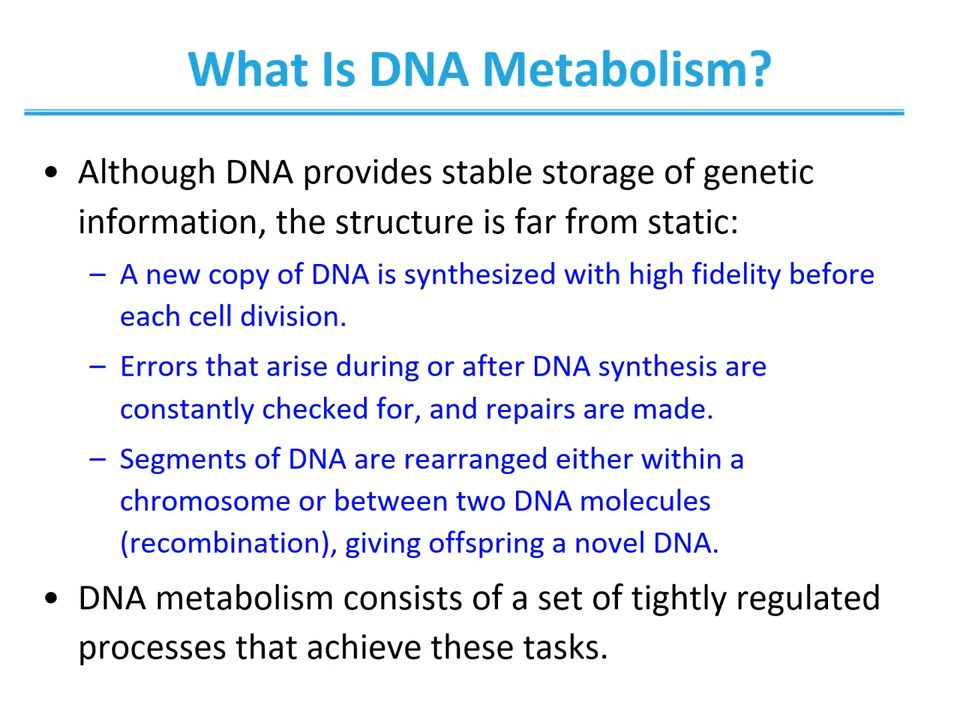 What Is DNA Metabolism?
• Although DNA provides stable storage of genetic
information, the structure is far from static:
– A new copy of DNA is synthesized with high fidelity before
each cell division.
– Errors that arise during or after DNA synthesis are
constantly checked for, and repairs are made.
– Segments of DNA are rearranged either within a
chromosome or between two DNA molecules
(recombination), giving offspring a novel DNA.
• DNA metabolism consists of a set of tightly regulated
processes that achieve these tasks.